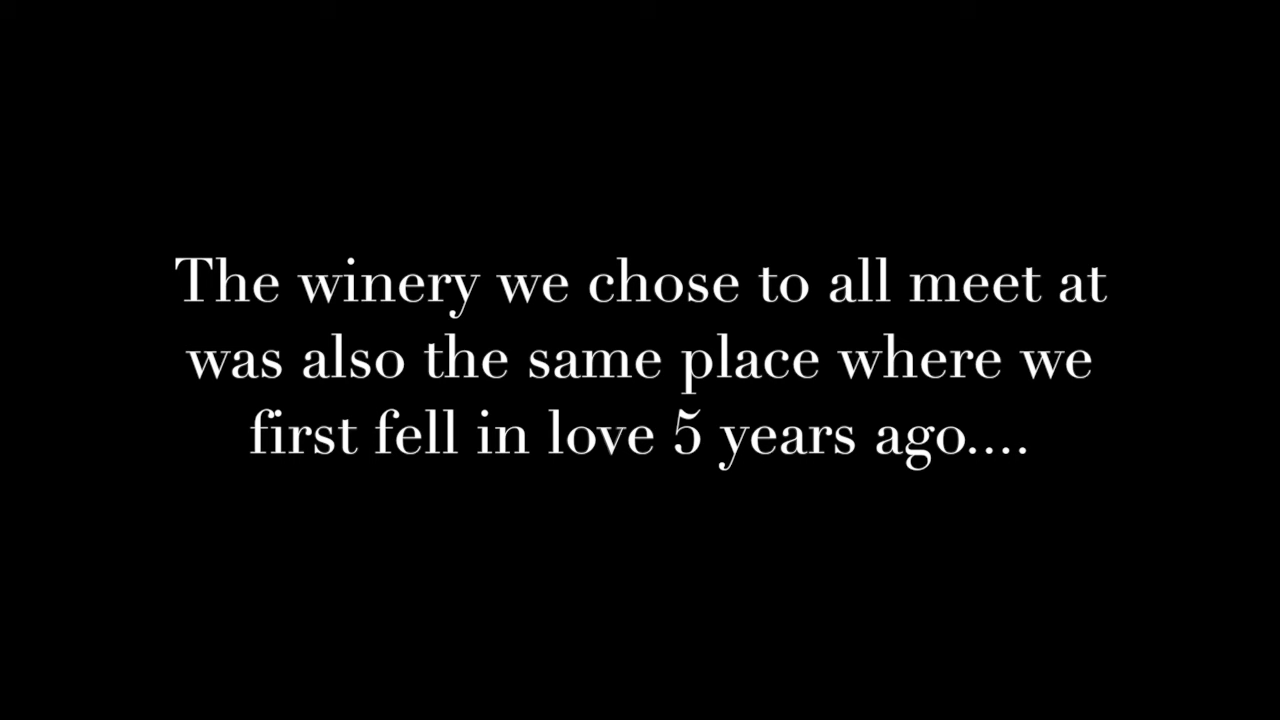 The winery we chose to all meet at
was also the same place where we
first fell in love 5 years ago....